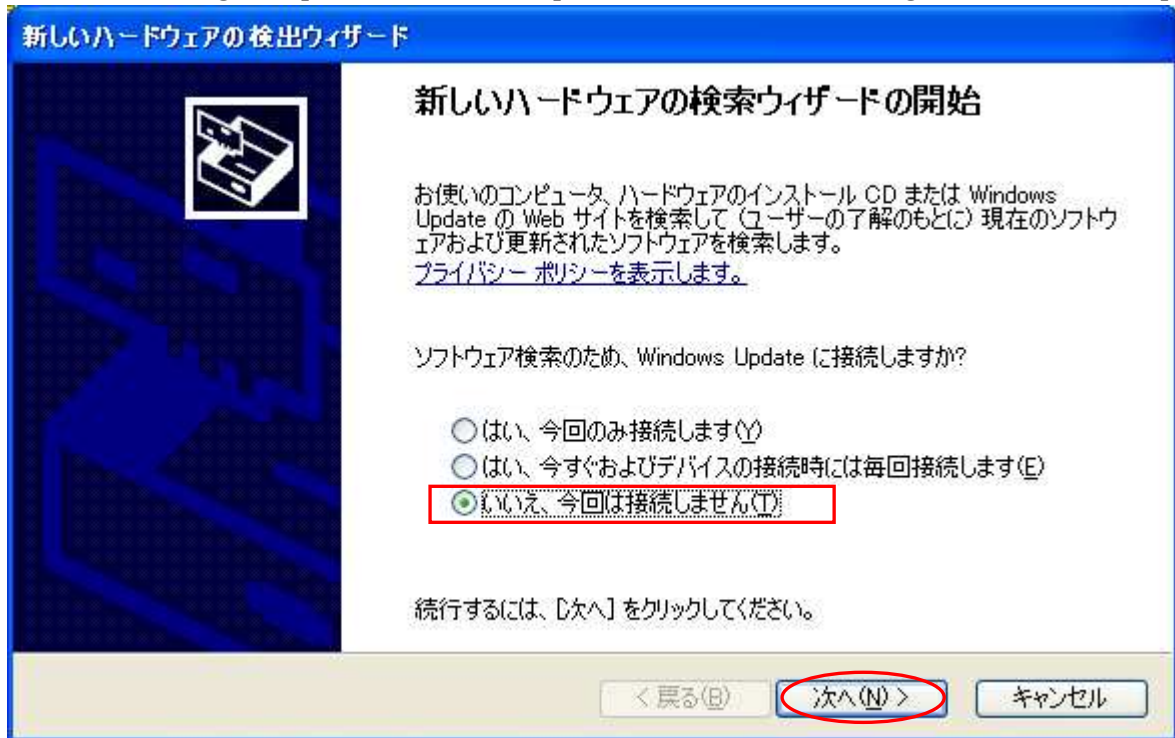 新しいハードウェアの検出ウィザード
新しいハードウェアの検索ウィザードの開始
お使いのコンピュータ、ハードウェアのインストール CD または Windows
Update の Web サイトを検索して (ユーザーの了解のもとに) 現在のソフトウ
ェアおよび更新されたソフトウェアを検索します。
プライバシー ポリシーを表示します。
ソフトウェア検索のため、Windows Update に接続しますか?
はい、今回のみ接続します(Y)
はい、今すぐおよびデバイスの接続時には毎回接続します(E)
いいえ、今回は接続しません(T)
続行するには、[次へ] をクリックしてください。
< 戻る(B) 次へ(N) > キャンセル